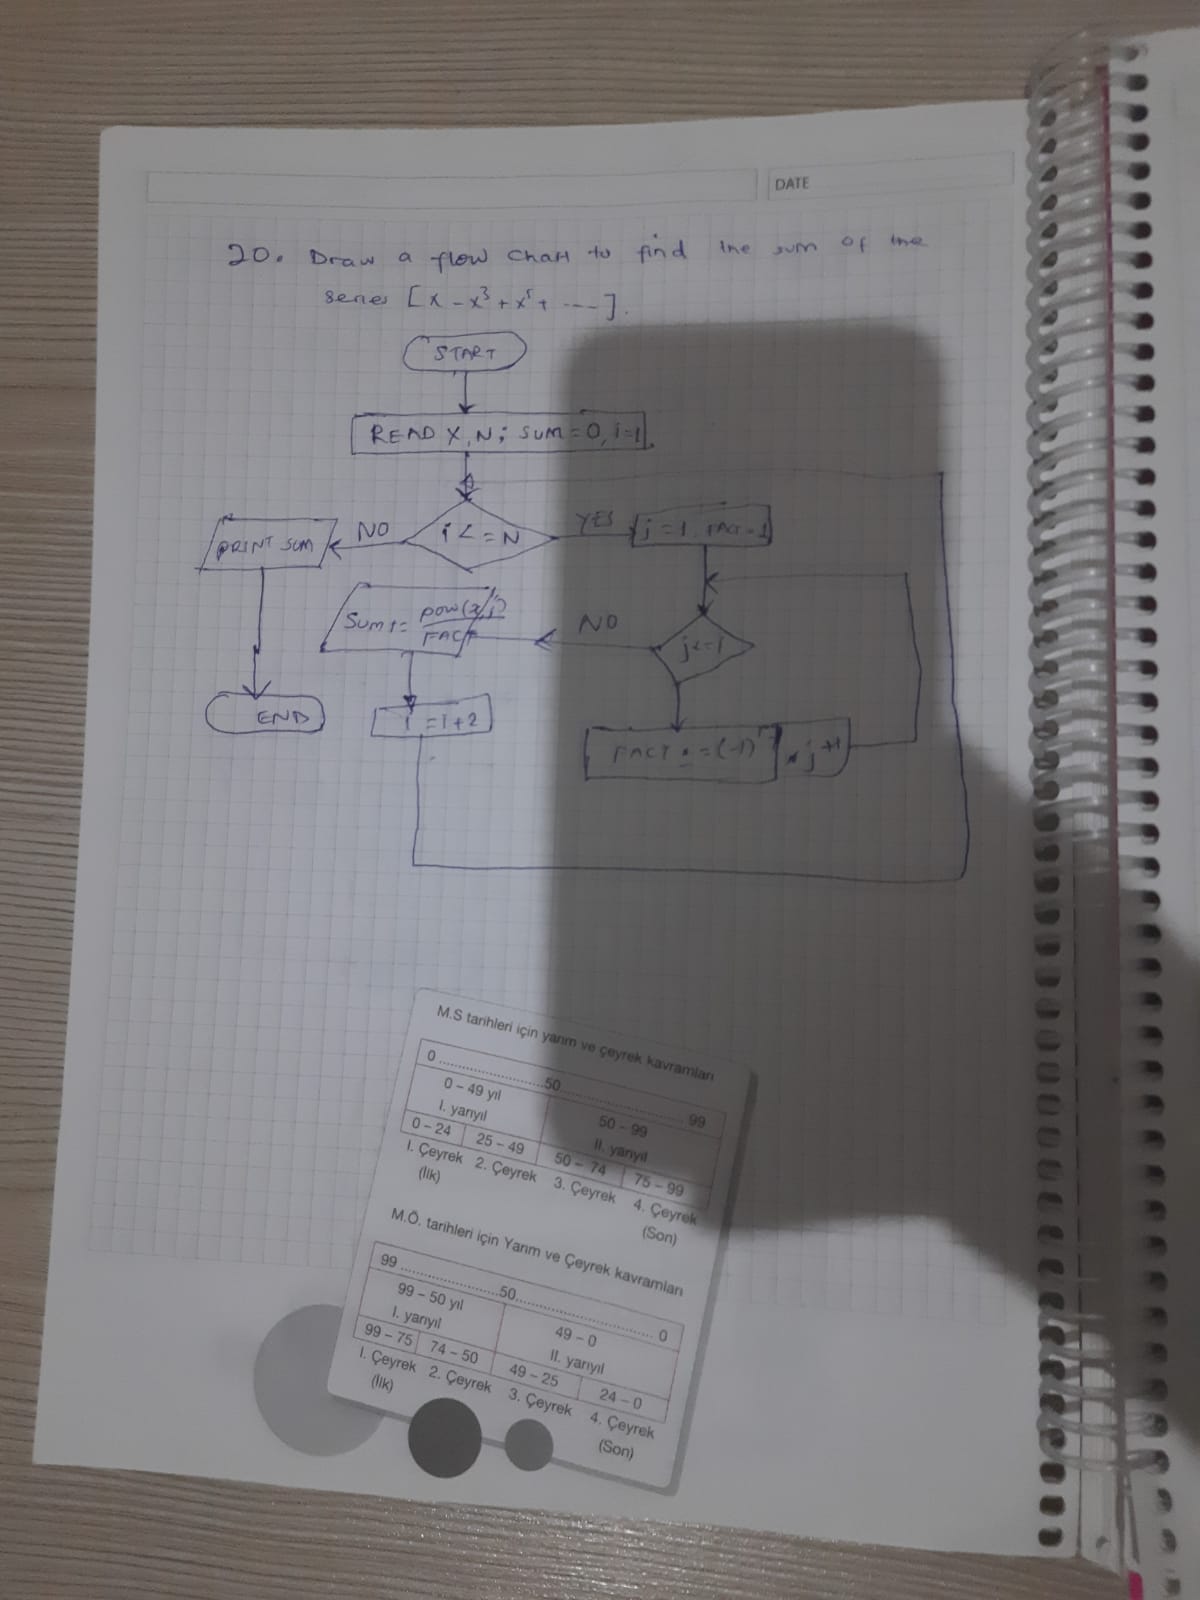 DATE
20. Draw a flow chart to find the sum of the
series [x - x³ + x⁵ + ----].
START
READ X, N; SUM = 0, i=1
i <= N
NO
YES
PRINT SUM
j = 1, FACT = 1
Sum += pow(x,i)
FACT
NO
END
i = i+2
FACT *= (-1)
* j++
M.S tarihleri için yarım ve çeyrek kavramları
0 ........................50............................ 99
0 – 49 yıl
50 – 99
I. yarıyıl
II. yarıyıl
0 – 24 25 – 49 50 – 74 75 – 99
I. Çeyrek 2. Çeyrek 3. Çeyrek 4. Çeyrek
(İlk) (Son)
M.Ö. tarihleri için Yarım ve Çeyrek kavramları
99 ........................50............................ 0
99 – 50 yıl
49 – 0
I. yarıyıl
II. yarıyıl
99 – 75 74 – 50 49 – 25 24 – 0
I. Çeyrek 2. Çeyrek 3. Çeyrek 4. Çeyrek
(İlk) (Son)